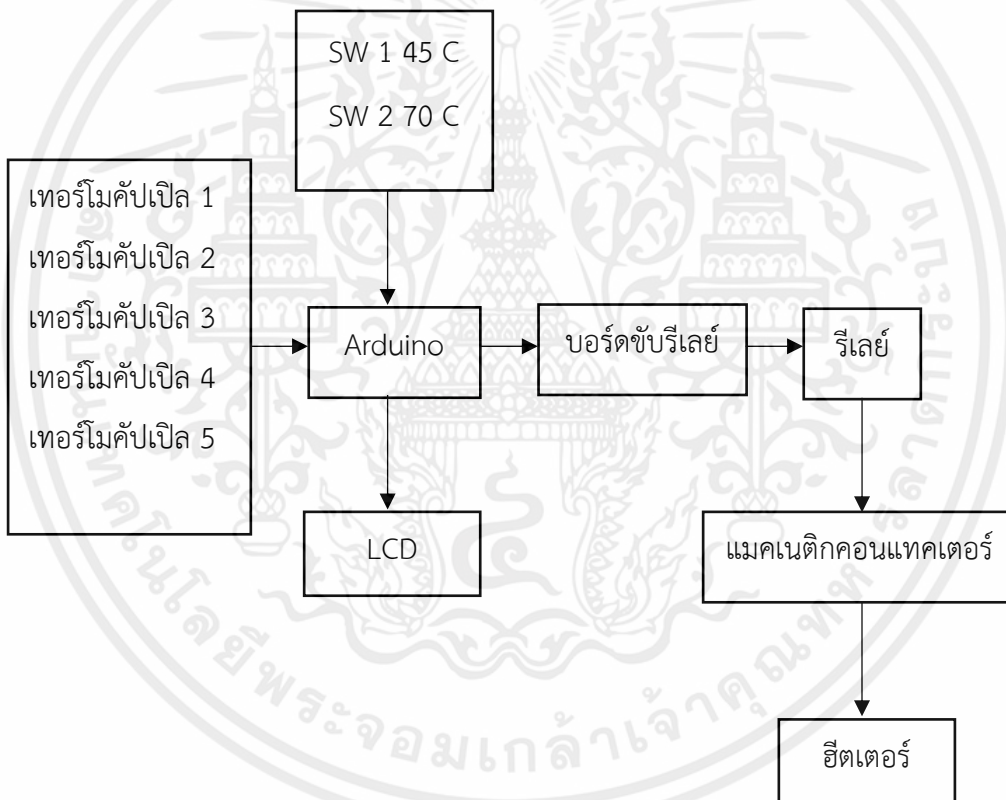 SW 1 45 C
SW 2 70 C
เทอร์โมคัปเปิล 1
เทอร์โมคัปเปิล 2
เทอร์โมคัปเปิล 3
เทอร์โมคัปเปิล 4
เทอร์โมคัปเปิล 5
Arduino
บอร์ดขับรีเลย์
รีเลย์
LCD
แมคเนติกคอนแทคเตอร์
ฮีตเตอร์